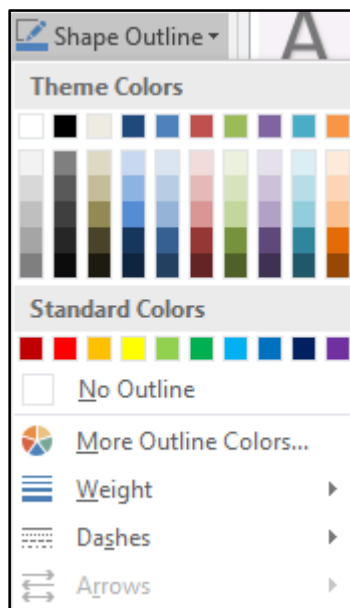 Shape Outline
A
Theme Colors
Standard Colors
No Outline
More Outline Colors...
Weight
Dashes
Arrows